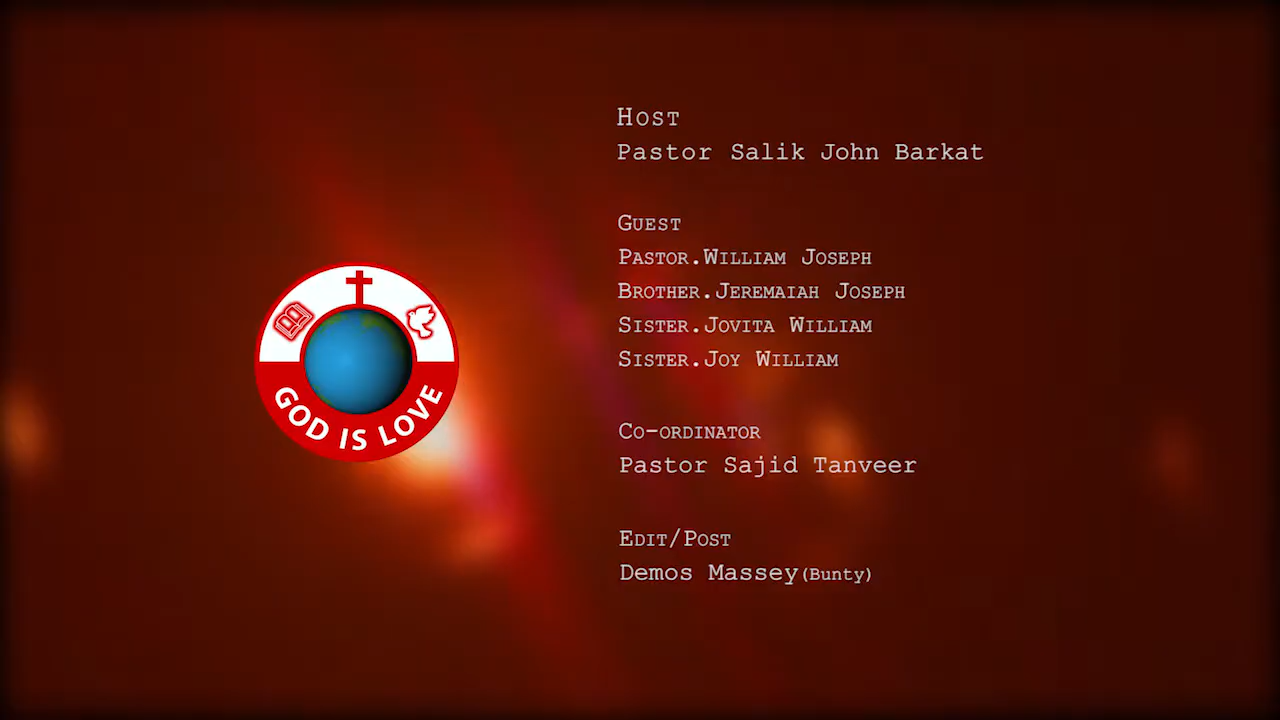 Host
Pastor Salik John Barkat
Guest
Pastor.William Joseph
Brother.Jeremaiah Joseph
Sister.Jovita William
Sister.Joy William
Co-ordinator
Pastor Sajid Tanveer
Edit/Post
Demos Massey(Bunty)
GOD IS LOVE